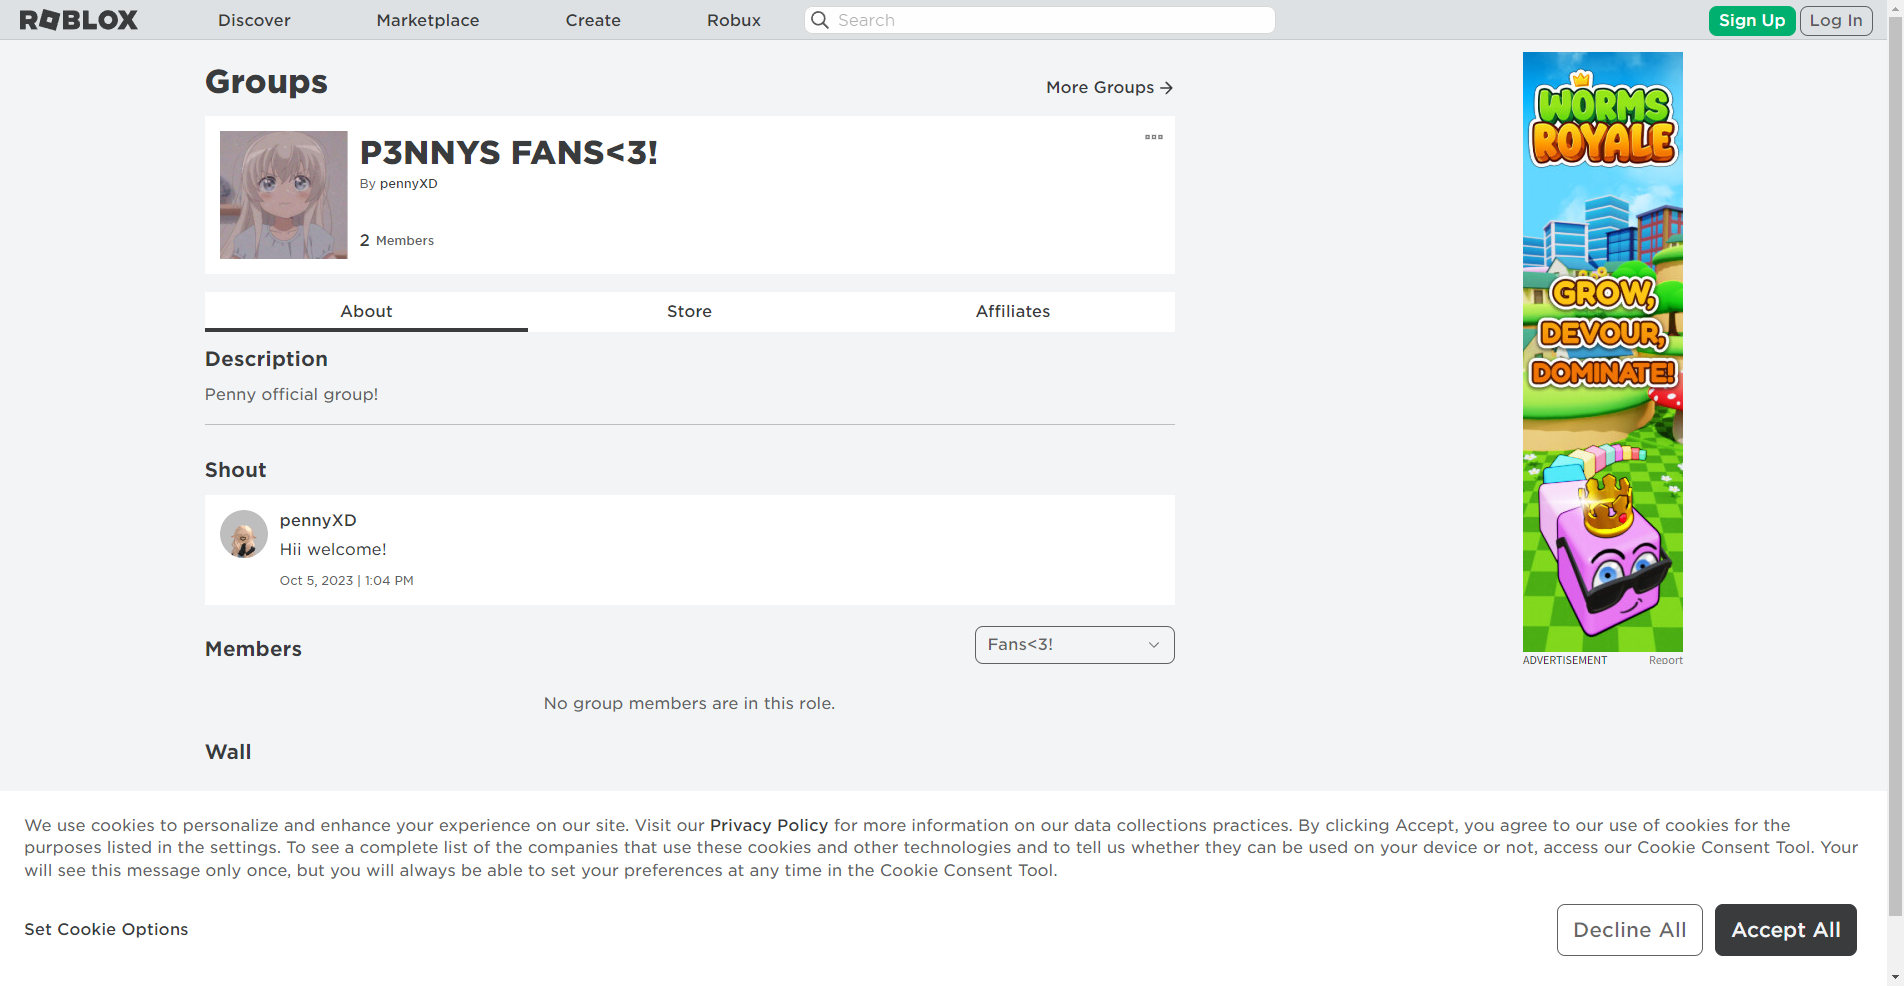 ROBLOX Discover Marketplace Create Robux Search Sign Up Log In
Groups
More Groups
P3NNYS FANS<3!
By pennyXD
2 Members
About Store Affiliates
Description
Penny official group!
Shout
pennyXD
Hii welcome!
Oct 5, 2023 | 1:04 PM
Members
Fans<3!
No group members are in this role.
Wall
WORMS
ROYALE
GROW,
DEVOUR,
DOMINATE!
ADVERTISEMENT Report
We use cookies to personalize and enhance your experience on our site. Visit our Privacy Policy for more information on our data collections practices. By clicking Accept, you agree to our use of cookies for the
purposes listed in the settings. To see a complete list of the companies that use these cookies and other technologies and to tell us whether they can be used on your device or not, access our Cookie Consent Tool. Your
will see this message only once, but you will always be able to set your preferences at any time in the Cookie Consent Tool.
Set Cookie Options
Decline All
Accept All